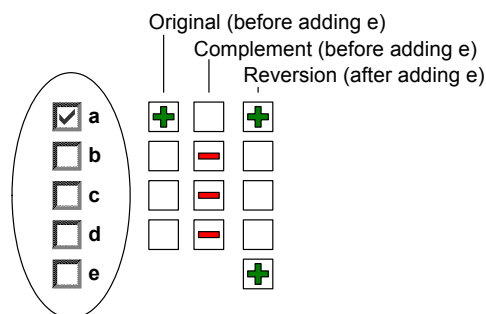 Original (before adding e)
Complement (before adding e)
Reversion (after adding e)
a
b
c
d
e